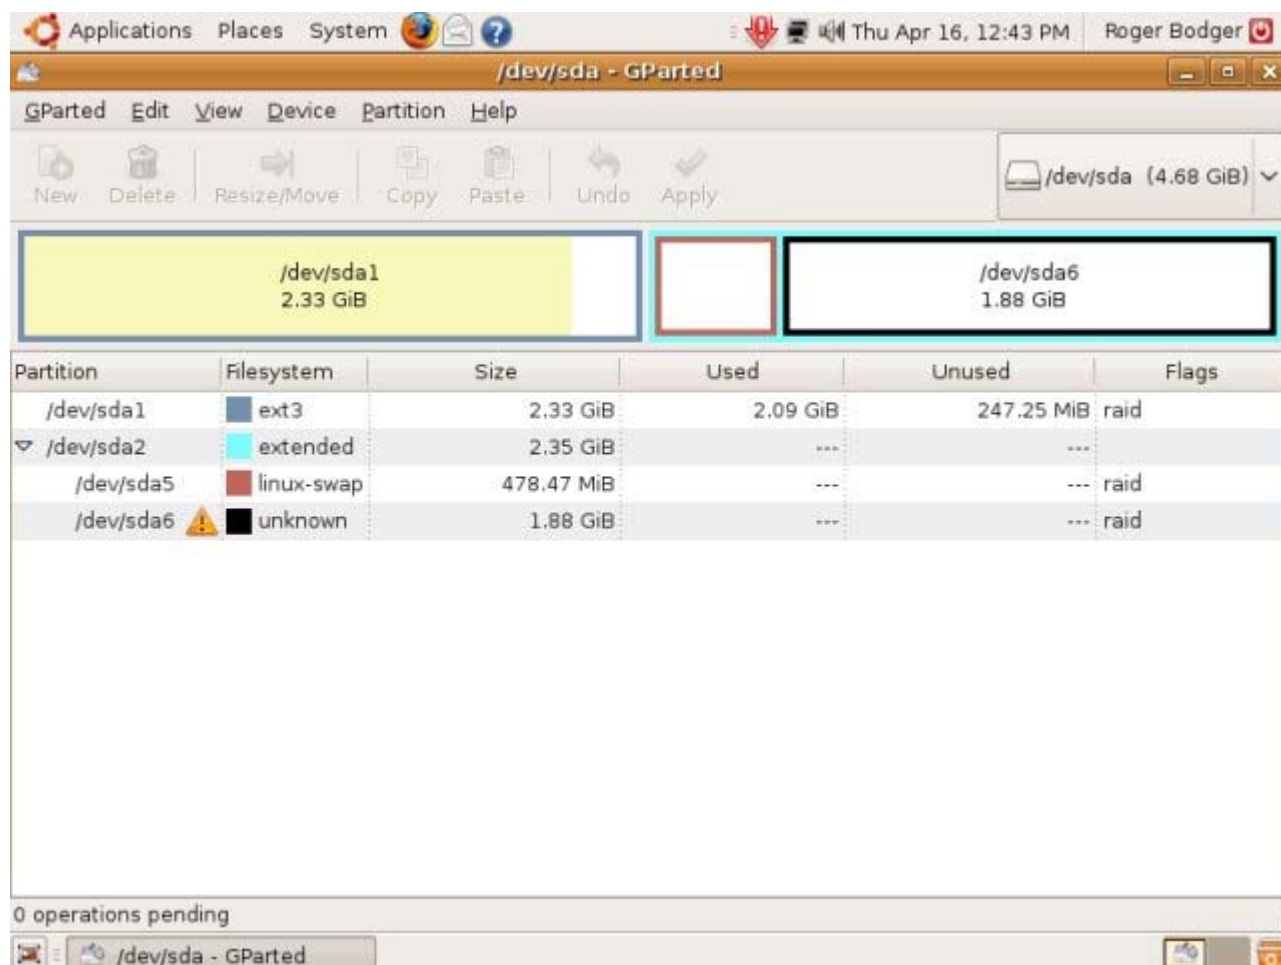 Applications Places System Thu Apr 16, 12:43 PM Roger Bodger
/dev/sda - GParted
GParted Edit View Device Partition Help
/dev/sda (4.68 GiB)
New Delete Resize/Move Copy Paste Undo Apply
/dev/sda1 /dev/sda6
2.33 GiB 1.88 GiB
Partition Filesystem Size Used Unused Flags
/dev/sda1 ext3 2.33 GiB 2.09 GiB 247.25 MiB raid
/dev/sda2 extended 2.35 GiB --- ---
/dev/sda5 linux-swap 478.47 MiB --- --- raid
/dev/sda6 unknown 1.88 GiB --- --- raid
0 operations pending
/dev/sda - GParted